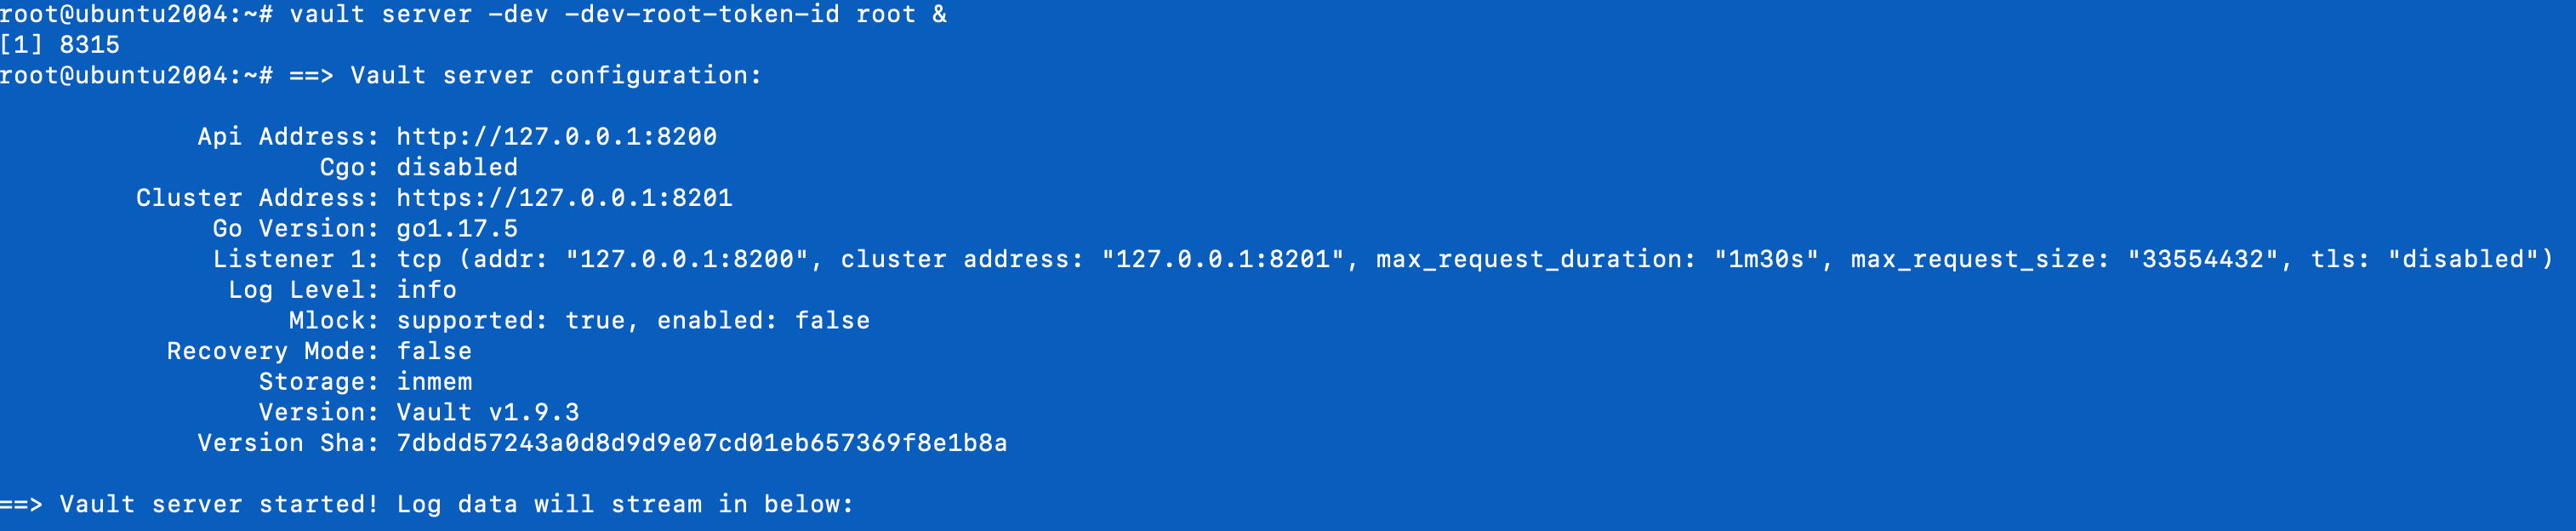 root@ubuntu2004:~# vault server -dev -dev-root-token-id root &
[1] 8315
root@ubuntu2004:~# ==> Vault server configuration:
Api Address: http://127.0.0.1:8200
Cgo: disabled
Cluster Address: https://127.0.0.1:8201
Go Version: go1.17.5
Listener 1: tcp (addr: "127.0.0.1:8200", cluster address: "127.0.0.1:8201", max_request_duration: "1m30s", max_request_size: "33554432", tls: "disabled")
Log Level: info
Mlock: supported: true, enabled: false
Recovery Mode: false
Storage: inmem
Version: Vault v1.9.3
Version Sha: 7dbdd57243a0d8d9d9e07cd01eb657369f8e1b8a
==> Vault server started! Log data will stream in below: